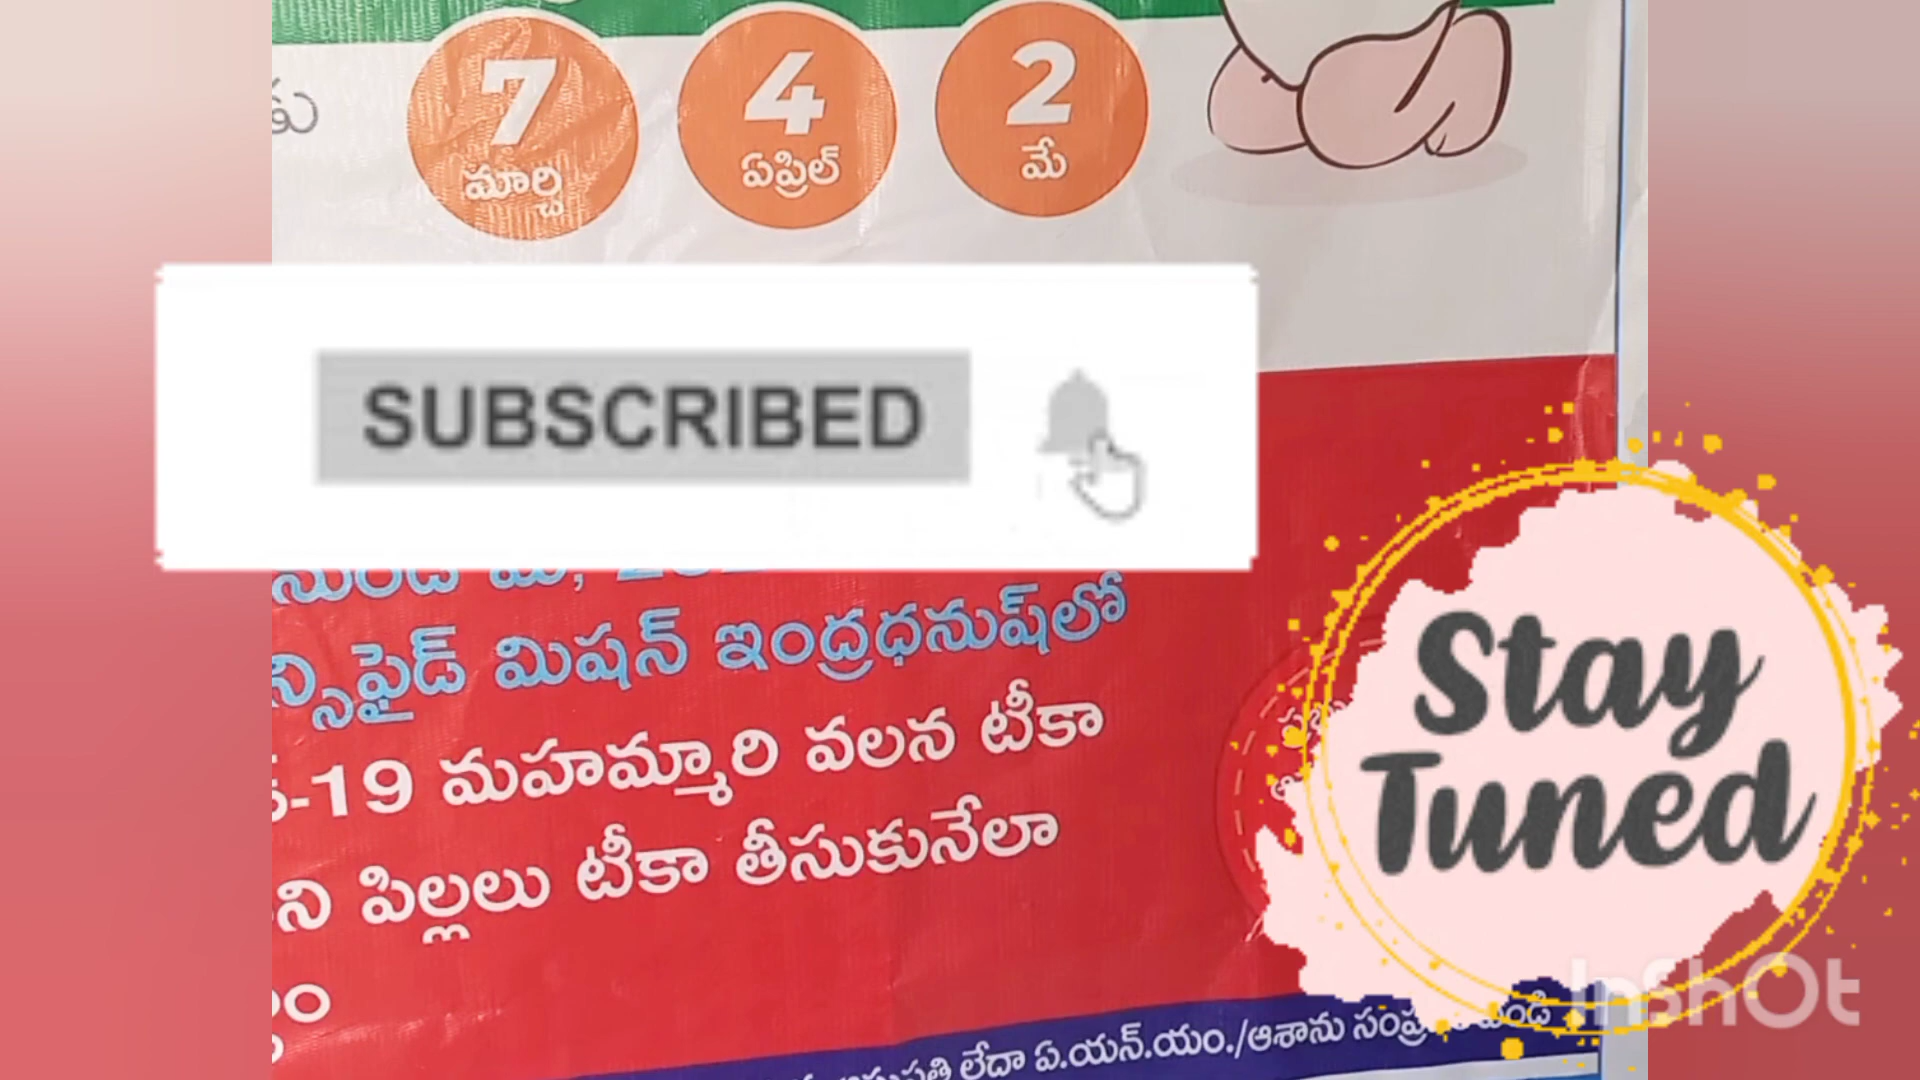 7 4 2
మార్చి ఏప్రిల్ మే
SUBSCRIBED
నుండి మే,
మిషన్ ఇంద్రధనుష్‌లో
-19 మహమ్మారి వలన టీకా
పిల్లలు టీకా తీసుకునేలా
Stay
Tuned
లేదా ఏ.యన్.యం./ఆశాను
InShOt